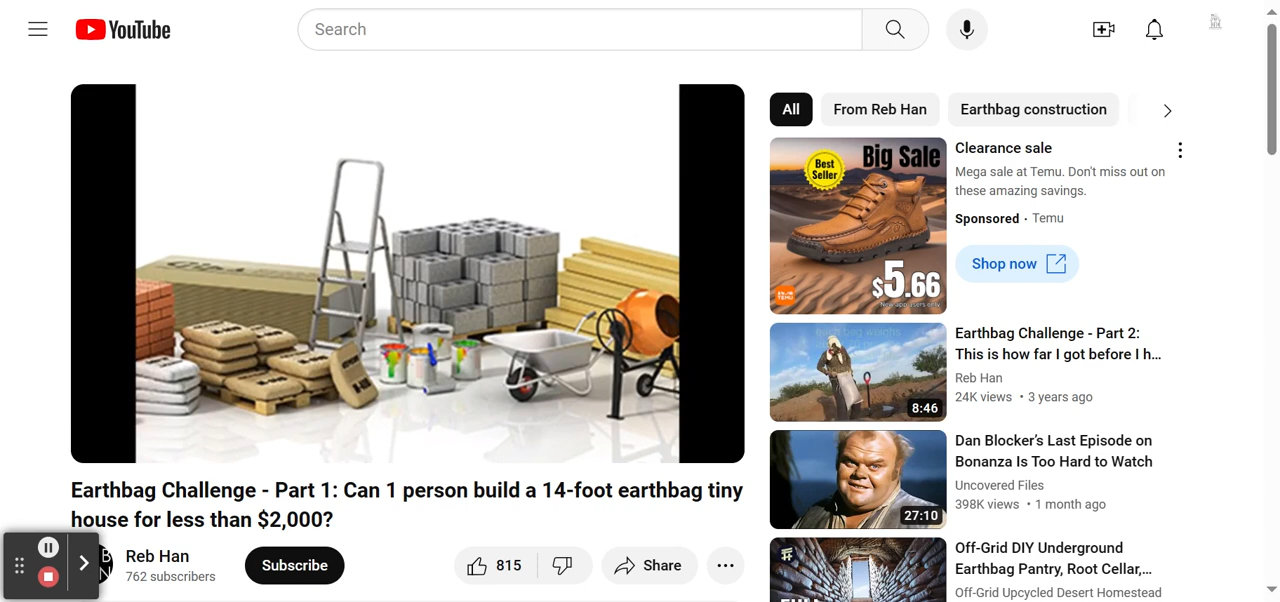 YouTube
Search
All
From Reb Han
Earthbag construction
Best
Seller
Big Sale
$5.66
TEMU
Clearance sale
Mega sale at Temu. Don't miss out on
these amazing savings.
Sponsored · Temu
Shop now
each bag weighs
8:46
Earthbag Challenge - Part 2:
This is how far I got before I h...
Reb Han
24K views • 3 years ago
27:10
Dan Blocker’s Last Episode on
Bonanza Is Too Hard to Watch
Uncovered Files
398K views • 1 month ago
Off-Grid DIY Underground
Earthbag Pantry, Root Cellar,...
Off-Grid Upcycled Desert Homestead
Earthbag Challenge - Part 1: Can 1 person build a 14-foot earthbag tiny
house for less than $2,000?
Reb Han
762 subscribers
Subscribe
815
Share